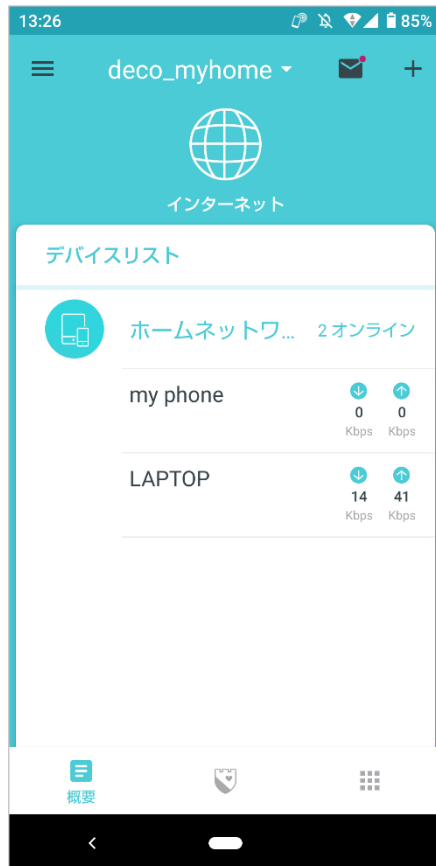 13:26 85%
deco_myhome
インターネット
デバイスリスト
ホームネットワ... 2 オンライン
my phone
0 0
Kbps Kbps
LAPTOP
14 41
Kbps Kbps
概要